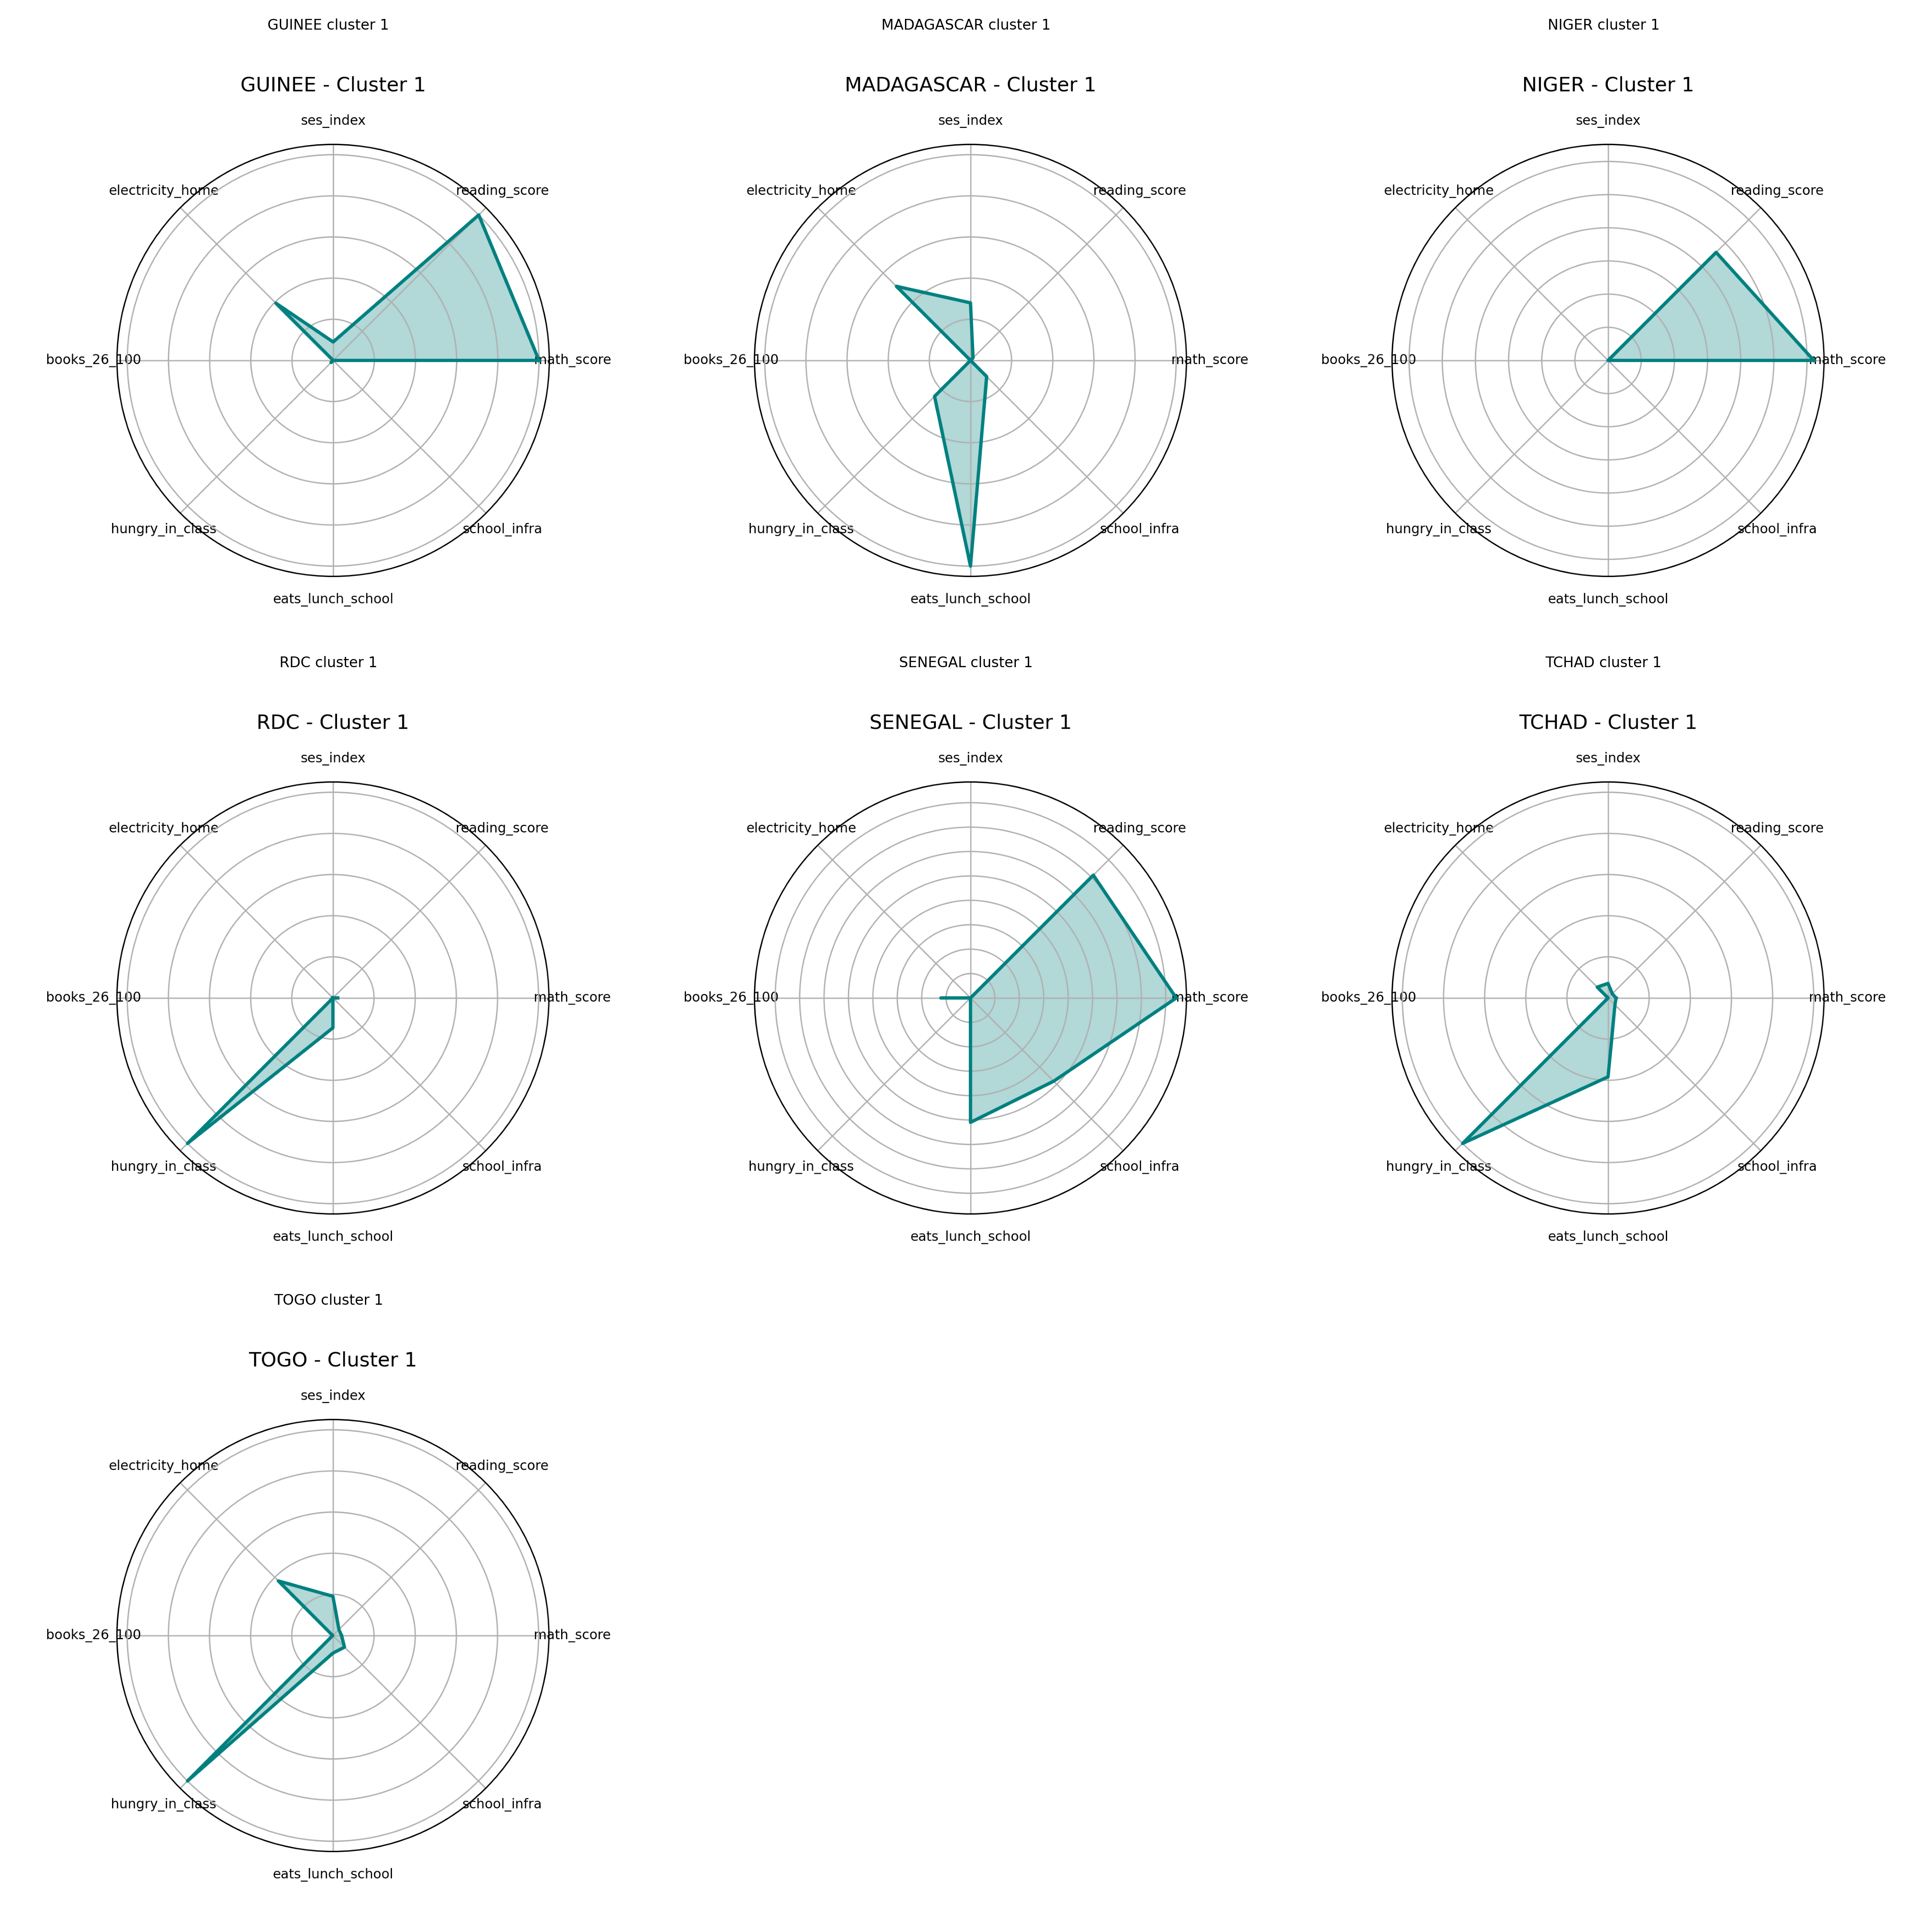 GUINEE cluster 1
MADAGASCAR cluster 1
NIGER cluster 1
GUINEE - Cluster 1
MADAGASCAR - Cluster 1
NIGER - Cluster 1
ses_index
ses_index
ses_index
electricity_home
reading_score
electricity_home
reading_score
electricity_home
reading_score
books_26_100
math_score
books_26_100
math_score
books_26_100
math_score
hungry_in_class
school_infra
hungry_in_class
school_infra
hungry_in_class
school_infra
eats_lunch_school
eats_lunch_school
eats_lunch_school
RDC cluster 1
SENEGAL cluster 1
TCHAD cluster 1
RDC - Cluster 1
SENEGAL - Cluster 1
TCHAD - Cluster 1
ses_index
ses_index
ses_index
electricity_home
reading_score
electricity_home
reading_score
electricity_home
reading_score
books_26_100
math_score
books_26_100
math_score
books_26_100
math_score
hungry_in_class
school_infra
hungry_in_class
school_infra
hungry_in_class
school_infra
eats_lunch_school
eats_lunch_school
eats_lunch_school
TOGO cluster 1
TOGO - Cluster 1
ses_index
electricity_home
reading_score
books_26_100
math_score
hungry_in_class
school_infra
eats_lunch_school